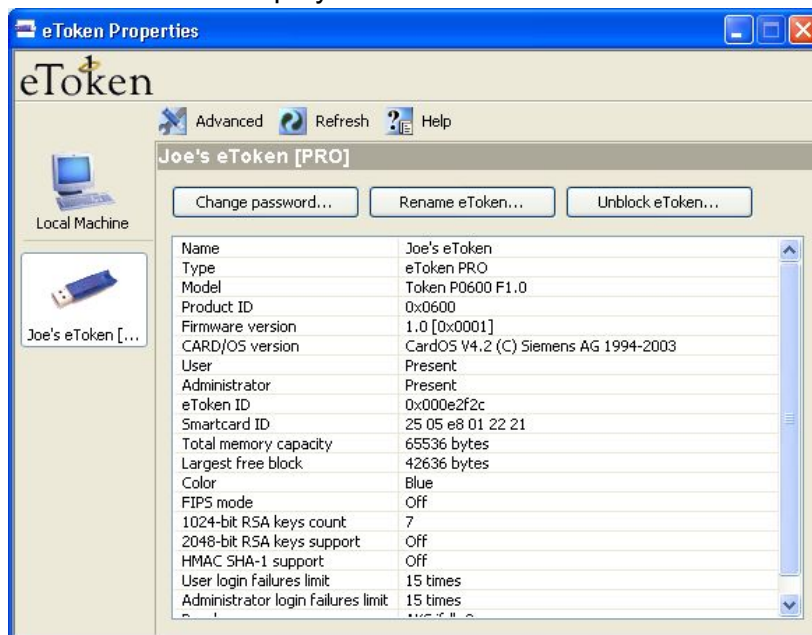 eToken Properties
eToken
Advanced Refresh Help
Joe's eToken [PRO]
Change password... Rename eToken... Unblock eToken...
Local Machine
Joe's eToken [...
Name Joe's eToken
Type eToken PRO
Model Token P0600 F1.0
Product ID 0x0600
Firmware version 1.0 [0x0001]
CARD/OS version CardOS V4.2 (C) Siemens AG 1994-2003
User Present
Administrator Present
eToken ID 0x000e2f2c
Smartcard ID 25 05 e8 01 22 21
Total memory capacity 65536 bytes
Largest free block 42636 bytes
Color Blue
FIPS mode Off
1024-bit RSA keys count 7
2048-bit RSA keys support Off
HMAC SHA-1 support Off
User login failures limit 15 times
Administrator login failures limit 15 times